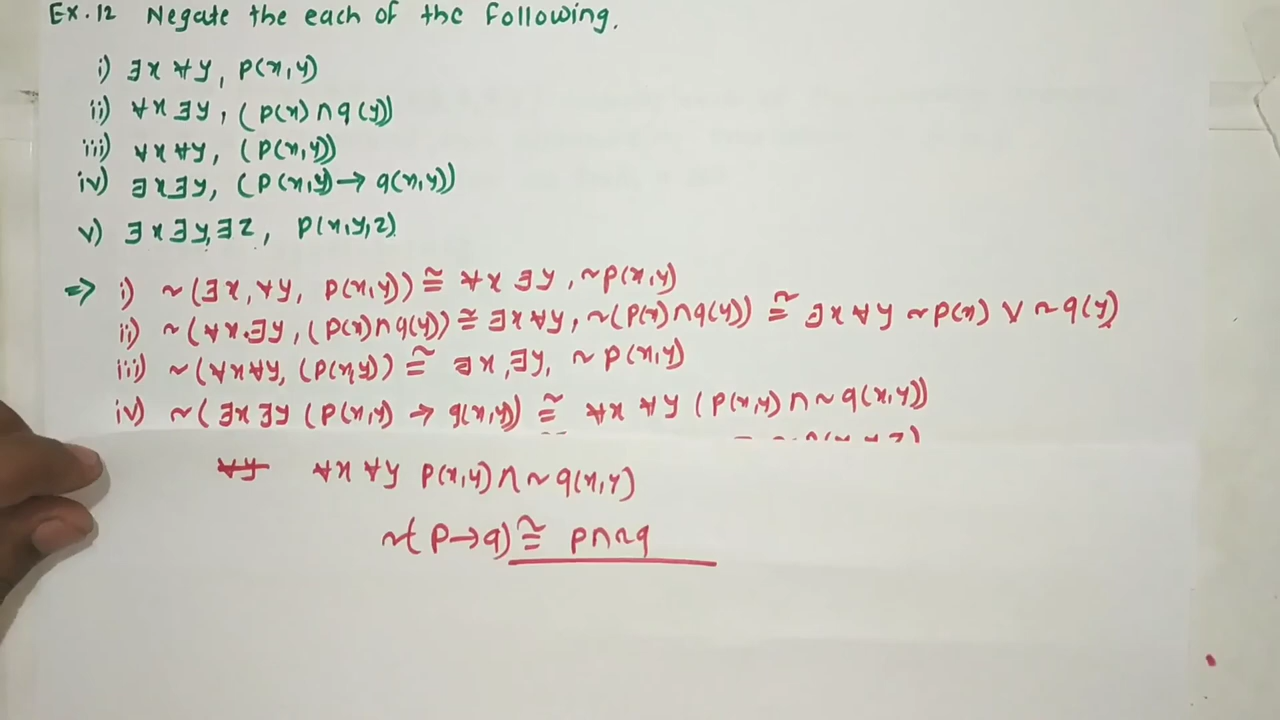 Ex.12 Negate the each of the following.
i) ∃x ∀y, p(x,y)
ii) ∀x ∃y, (p(x) ∩ q(y))
iii) ∀x ∀y, (p(x,y))
iv) ∃x ∃y, (p(x,y) → q(x,y))
v) ∃x ∃y, ∃z, p(x,y,z)
⇒ i) ~(∃x, ∀y, p(x,y)) ≅ ∀x ∃y, ~p(x,y)
ii) ~(∀x ∃y, (p(x) ∩ q(y)) ≅ ∃x ∀y, ~(p(x) ∩ q(y)) ≅ ∃x ∀y ~p(x) ∨ ~q(y)
iii) ~(∀x ∀y, (p(x,y)) ≅ ∃x, ∃y, ~p(x,y)
iv) ~(∃x ∃y (p(x,y) → q(x,y)) ≅ ∀x ∀y (p(x,y) ∩ ~q(x,y))
∀y ∀x ∀y p(x,y) ∩ ~q(x,y)
~(p→q) ≅ p∩~q